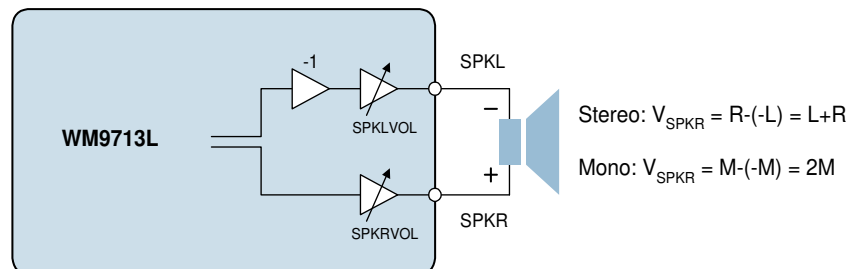 -1
SPKL
SPKLVOL
−
WM9713L
Stereo: VSPKR = R-(-L) = L+R
Mono: VSPKR = M-(-M) = 2M
+
SPKRVOL
SPKR